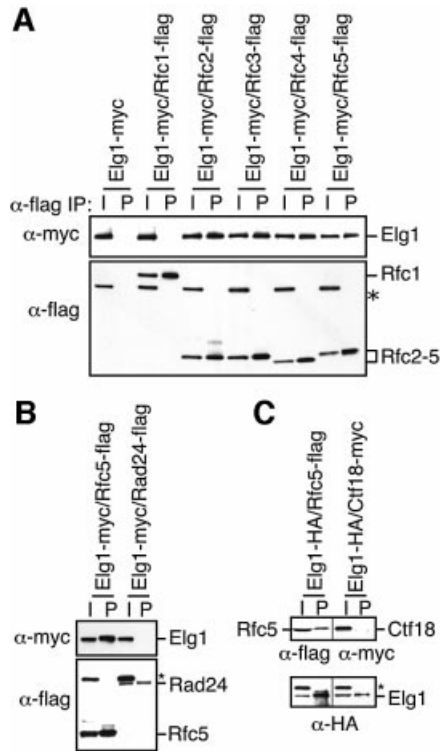 A
Elg1-myc
Elg1-myc/Rfc1-flag
Elg1-myc/Rfc2-flag
Elg1-myc/Rfc3-flag
Elg1-myc/Rfc4-flag
Elg1-myc/Rfc5-flag
α-flag IP: I P I P I P I P I P I P
α-myc Elg1
Rfc1
*
α-flag
Rfc2-5
B
Elg1-myc/Rfc5-flag
Elg1-myc/Rad24-flag
I P I P
α-myc Elg1
*
Rad24
α-flag
Rfc5
C
Elg1-HA/Rfc5-flag
Elg1-HA/Ctf18-myc
I P I P
Rfc5 Ctf18
α-flag α-myc
*
Elg1
α-HA